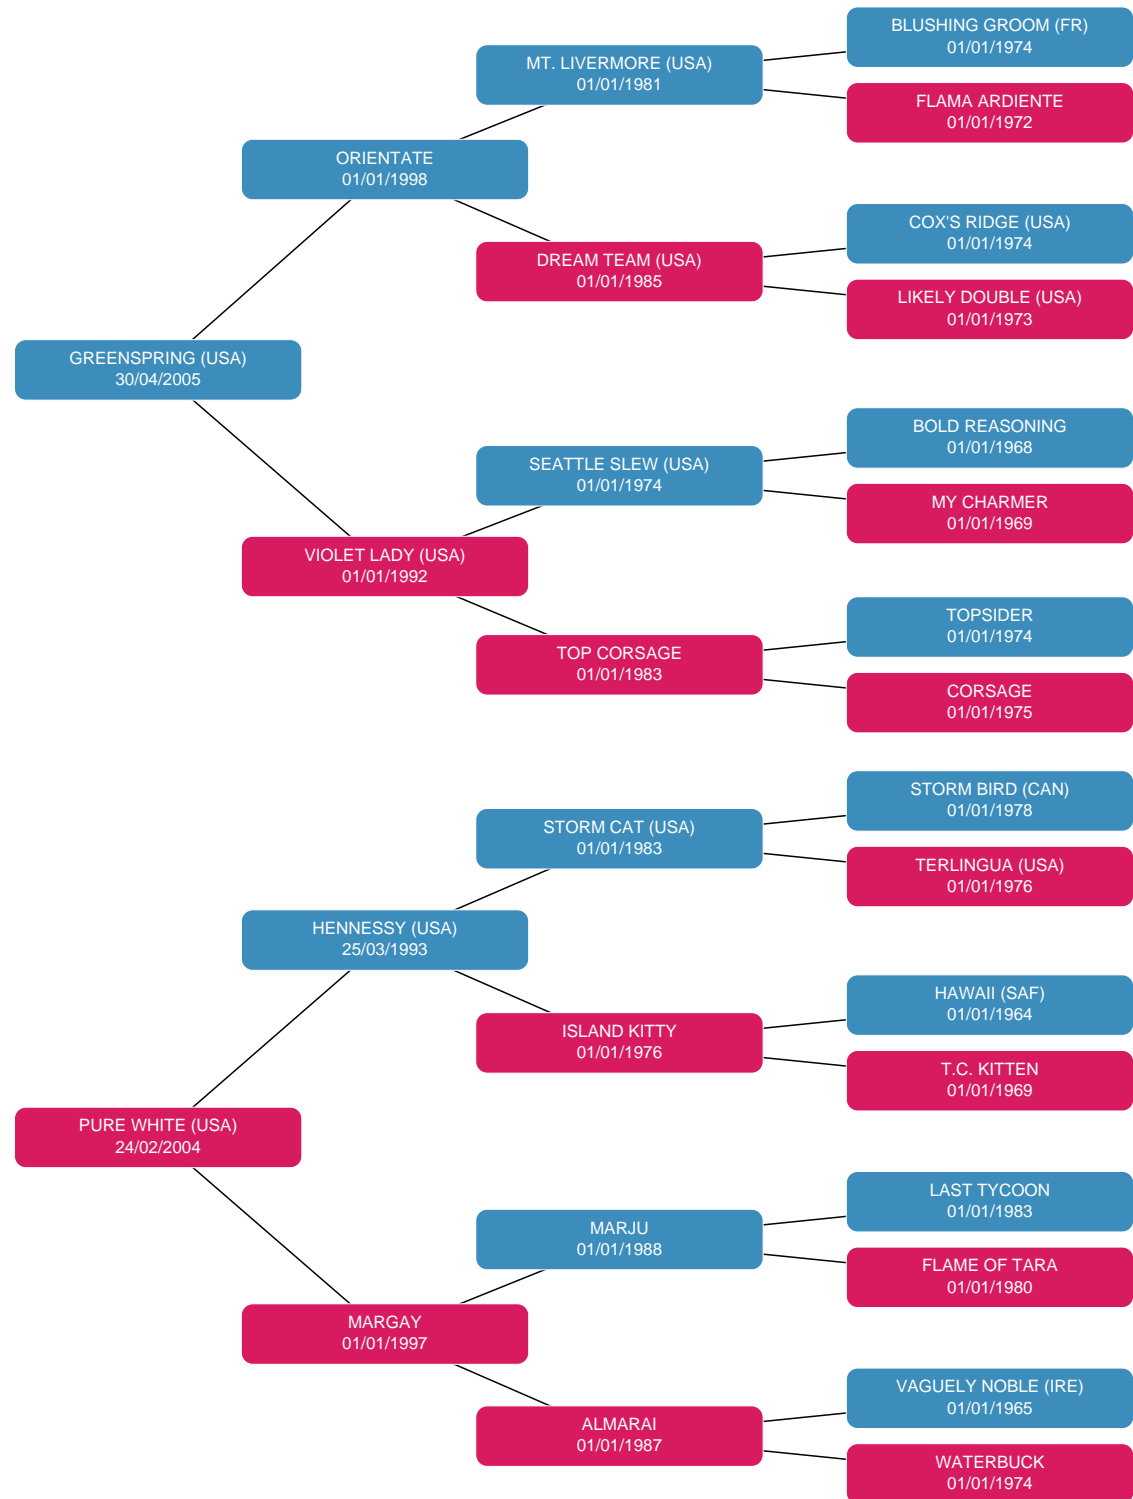 BLUSHING GROOM (FR)
01/01/1974
MT. LIVERMORE (USA)
01/01/1981
FLAMA ARDIENTE
01/01/1972
ORIENTATE
01/01/1998
COX'S RIDGE (USA)
01/01/1974
DREAM TEAM (USA)
01/01/1985
LIKELY DOUBLE (USA)
01/01/1973
GREENSPRING (USA)
30/04/2005
BOLD REASONING
01/01/1968
SEATTLE SLEW (USA)
01/01/1974
MY CHARMER
01/01/1969
VIOLET LADY (USA)
01/01/1992
TOPSIDER
01/01/1974
TOP CORSAGE
01/01/1983
CORSAGE
01/01/1975
STORM BIRD (CAN)
01/01/1978
STORM CAT (USA)
01/01/1983
TERLINGUA (USA)
01/01/1976
HENNESSY (USA)
25/03/1993
HAWAII (SAF)
01/01/1964
ISLAND KITTY
01/01/1976
T.C. KITTEN
01/01/1969
PURE WHITE (USA)
24/02/2004
LAST TYCOON
01/01/1983
MARJU
01/01/1988
FLAME OF TARA
01/01/1980
MARGAY
01/01/1997
VAGUELY NOBLE (IRE)
01/01/1965
ALMARAI
01/01/1987
WATERBUCK
01/01/1974